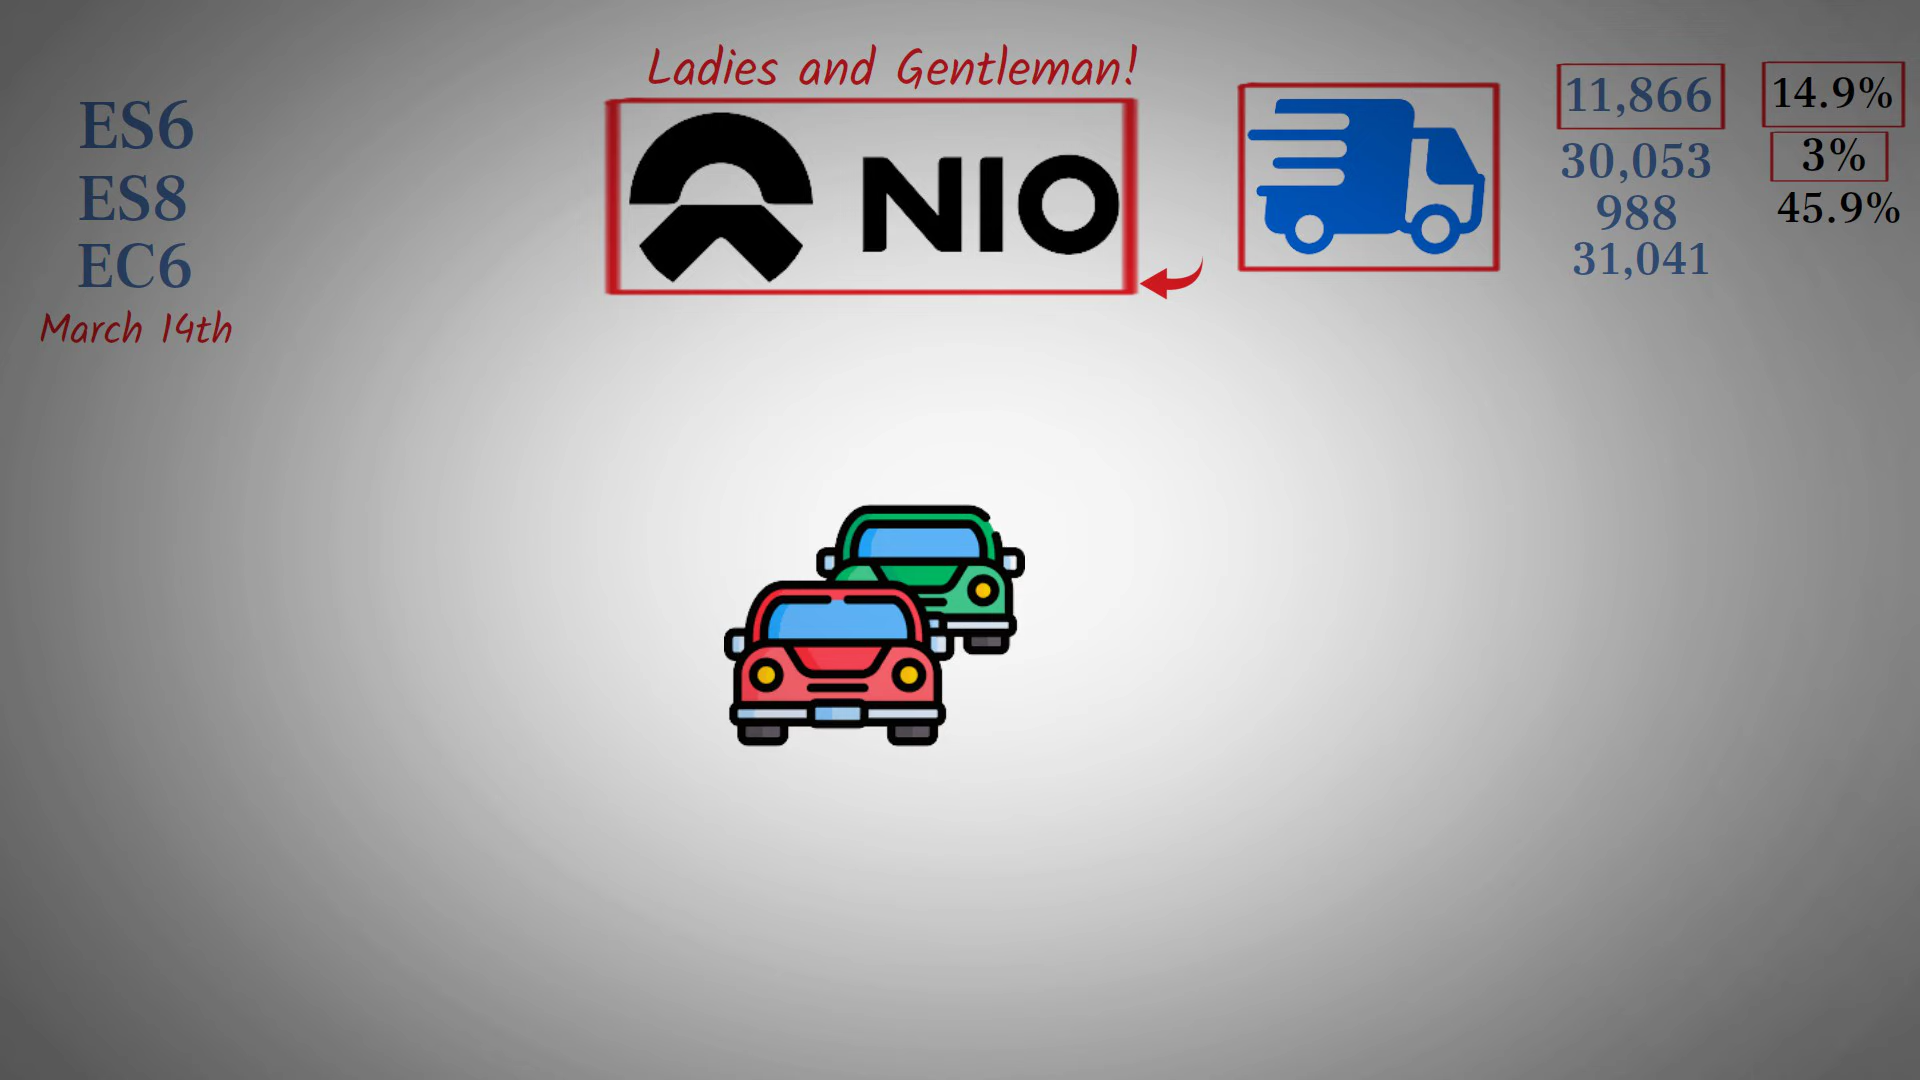 ES6
ES8
EC6
March 14th
Ladies and Gentleman!
NIO
11,866
30,053
988
31,041
14.9%
3%
45.9%